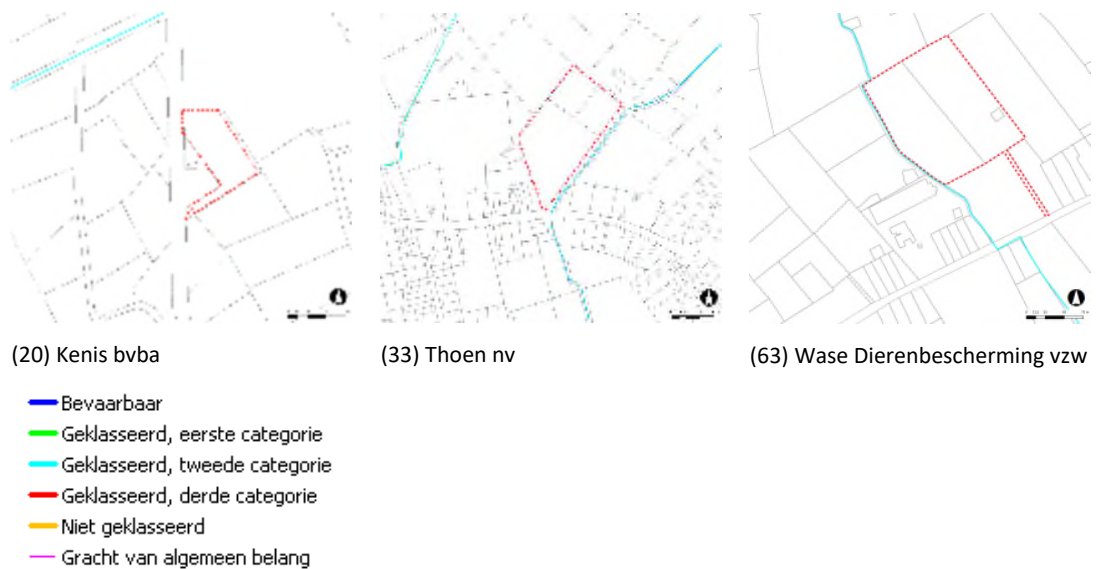 (20) Kenis bvba
(33) Thoen nv
(63) Wase Dierenbescherming vzw
Bevaarbaar
Geklasseerd, eerste categorie
Geklasseerd, tweede categorie
Geklasseerd, derde categorie
Niet geklasseerd
Gracht van algemeen belang